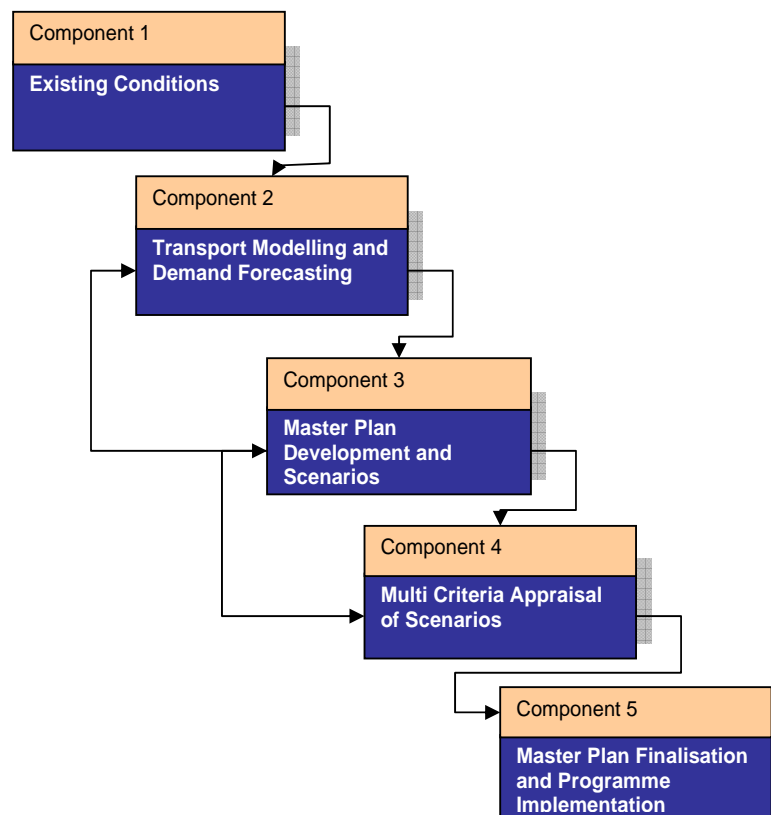 Component 1
Existing Conditions
Component 2
Transport Modelling and
Demand Forecasting
Component 3
Master Plan
Development and
Scenarios
Component 4
Multi Criteria Appraisal
of Scenarios
Component 5
Master Plan Finalisation
and Programme
Implementation